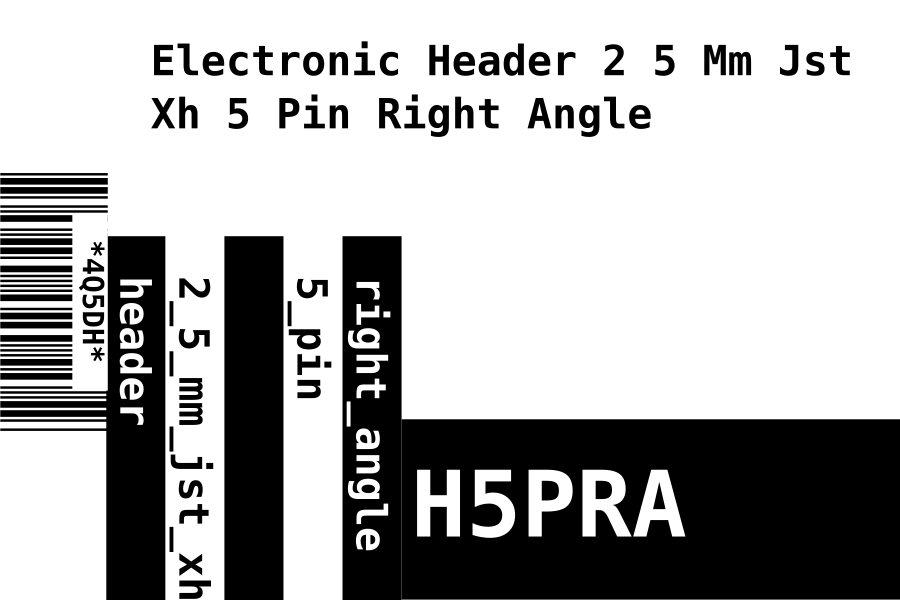 Electronic Header 2 5 Mm Jst
Xh 5 Pin Right Angle
*4Q5DH*
header
2_5_mm_jst_xh
5_pin
right_angle
H5PRA